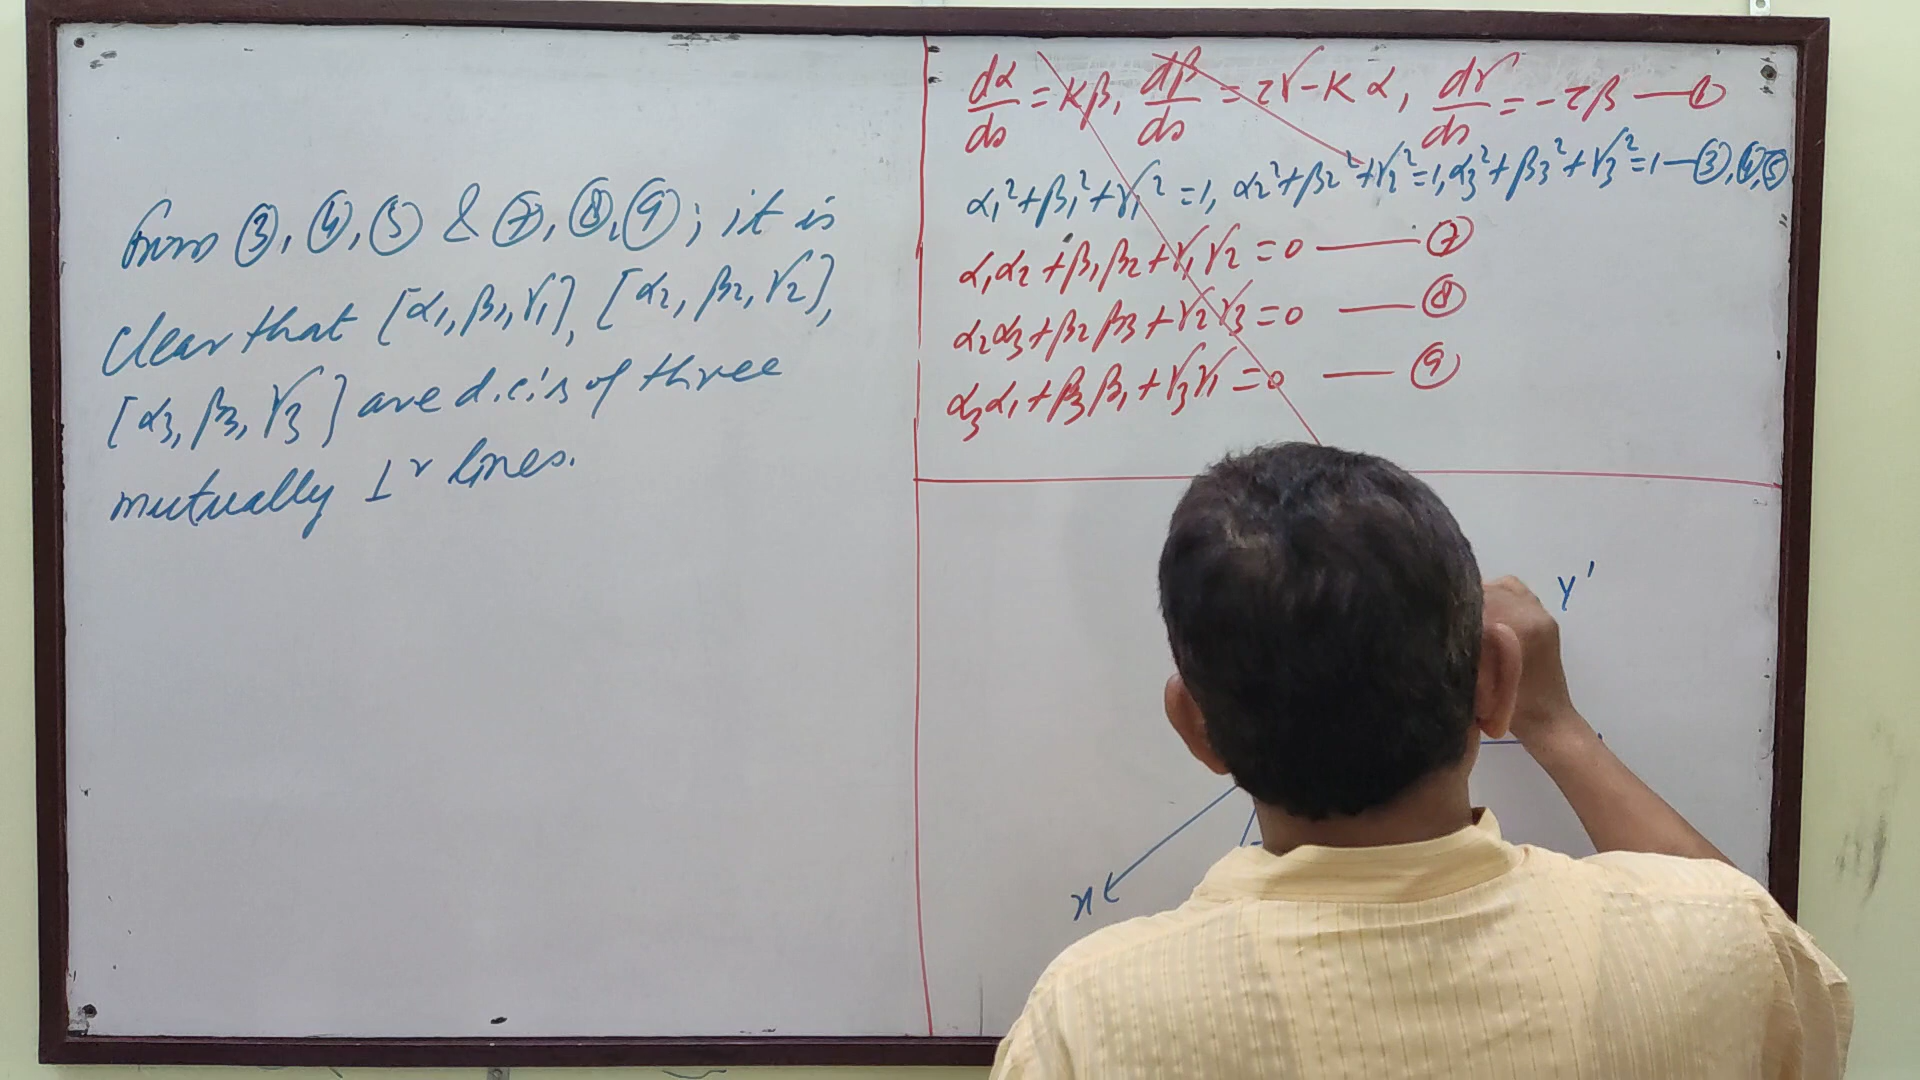 from ③, ④, ⑤ & ⑦, ⑧, ⑨; it is
clear that [α₁, β₁, γ₁], [α₂, β₂, γ₂],
[α₃, β₃, γ₃] are d.c.'s of three
mutually ⊥r lines.
dα/ds = κβ, dβ/ds = τγ - κα, dγ/ds = -τβ — ①
α₁² + β₁² + γ₁² = 1, α₂² + β₂² + γ₂² = 1, α₃² + β₃² + γ₃² = 1 — ③, ④, ⑤
α₁α₂ + β₁β₂ + γ₁γ₂ = 0 — ⑦
α₂α₃ + β₂β₃ + γ₂γ₃ = 0 — ⑧
α₃α₁ + β₃β₁ + γ₃γ₁ = 0 — ⑨
Y'
x